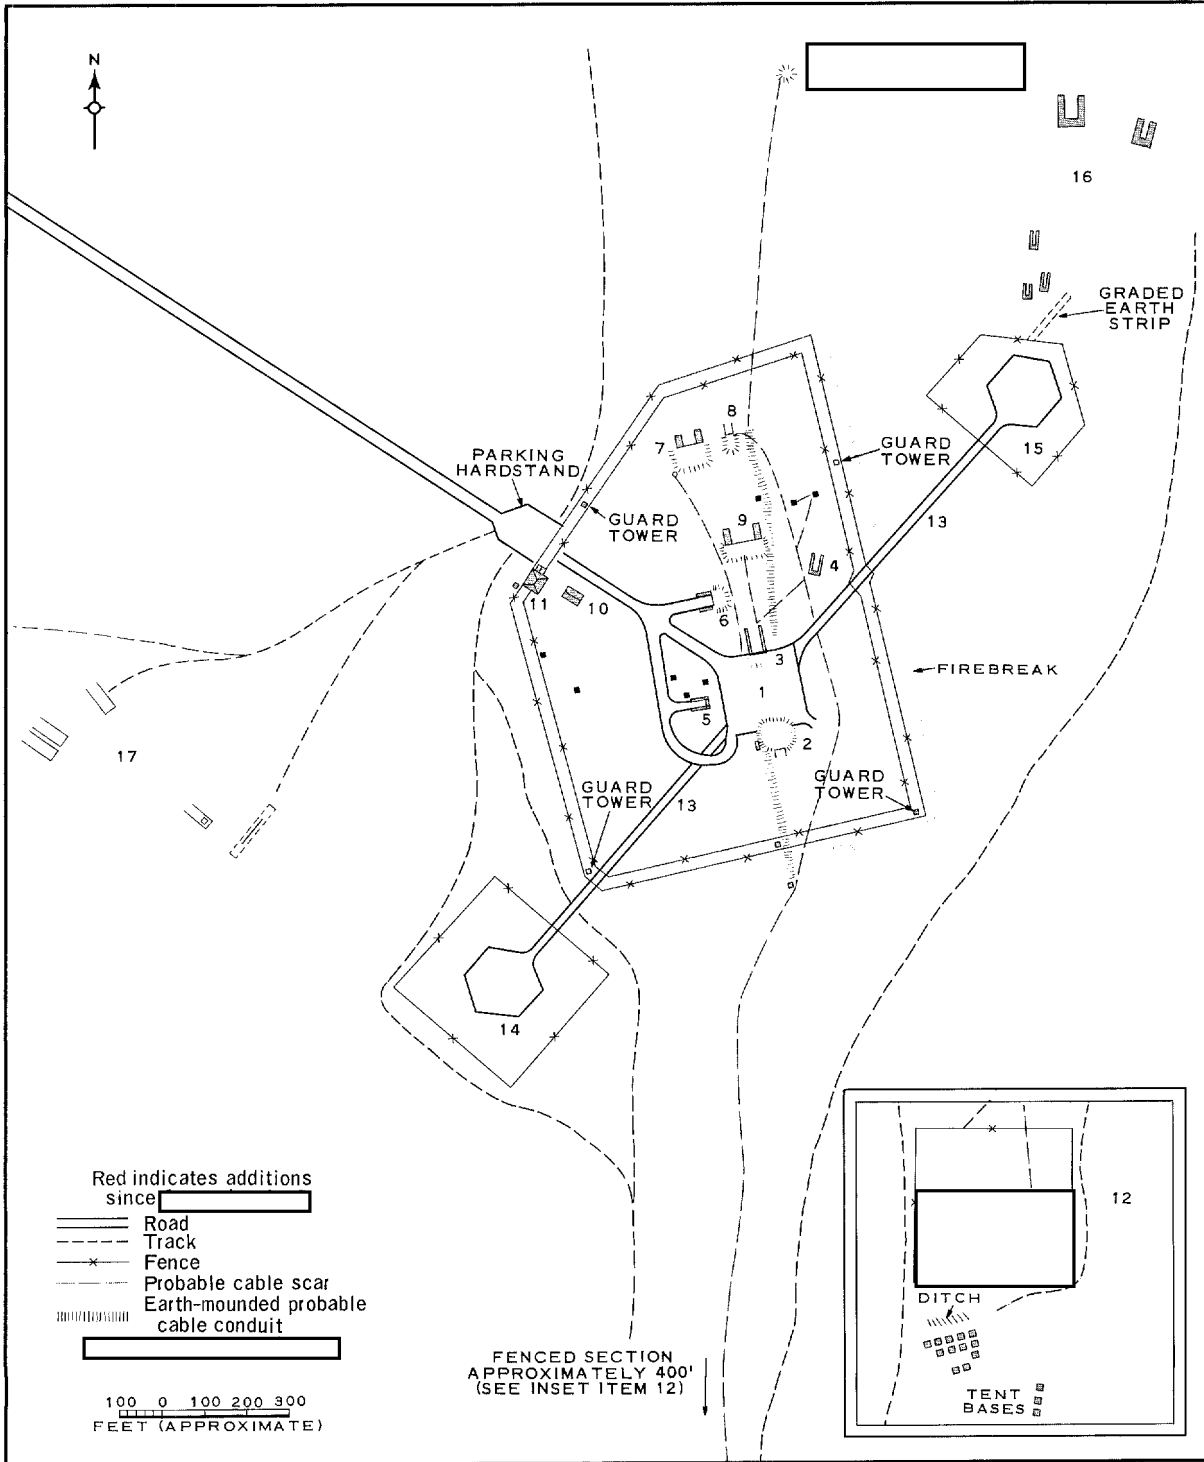 N
16
GRADED
EARTH
STRIP
8
7
GUARD
TOWER
15
PARKING
HARDSTAND
GUARD
TOWER
9
13
4
11
10
6
3
FIREBREAK
1
5
2
17
GUARD
TOWER
13
GUARD
TOWER
14
12
DITCH
TENT
BASES
Red indicates additions
since
Road
Track
Fence
Probable cable scar
Earth-mounded probable
cable conduit
FENCED SECTION
APPROXIMATELY 400'
(SEE INSET ITEM 12)
100 0 100 200 300
FEET (APPROXIMATE)